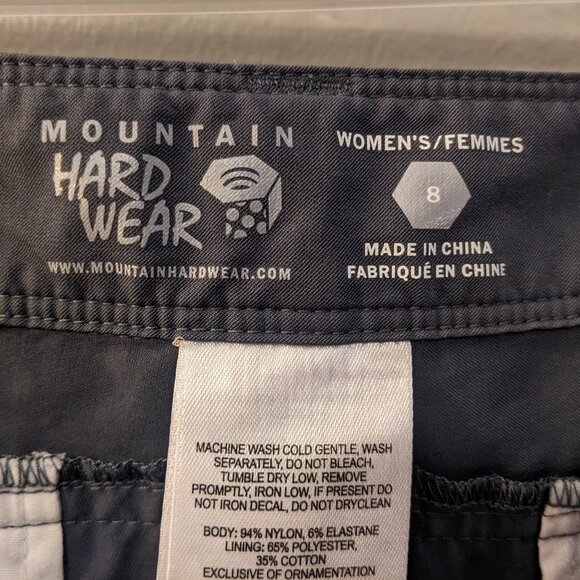 MOUNTAIN
HARD
WEAR
WWW.MOUNTAINHARDWEAR.COM
WOMEN'S/FEMMES
8
MADE IN CHINA
FABRIQUÉ EN CHINE
MACHINE WASH COLD GENTLE, WASH
SEPARATELY, DO NOT BLEACH,
TUMBLE DRY LOW, REMOVE
PROMPTLY, IRON LOW, IF PRESENT DO
NOT IRON DECAL, DO NOT DRYCLEAN
BODY: 94% NYLON, 6% ELASTANE
LINING: 65% POLYESTER,
35% COTTON
EXCLUSIVE OF ORNAMENTATION